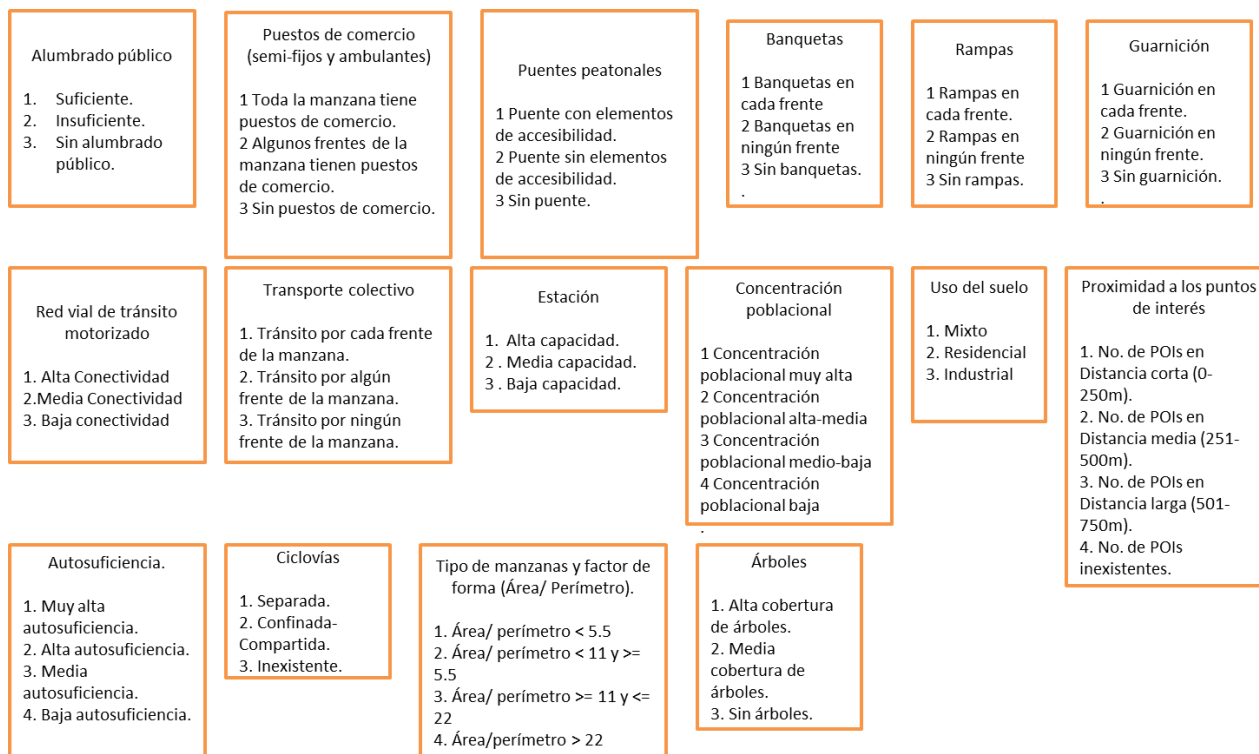 Alumbrado público
1. Suficiente.
2. Insuficiente.
3. Sin alumbrado
público.
Puestos de comercio
(semi-fijos y ambulantes)
1 Toda la manzana tiene
puestos de comercio.
2 Algunos frentes de la
manzana tienen puestos
de comercio.
3 Sin puestos de comercio.
Puentes peatonales
1 Puente con elementos
de accesibilidad.
2 Puente sin elementos
de accesibilidad.
3 Sin puente.
Banquetas
1 Banquetas en
cada frente
2 Banquetas en
ningún frente
3 Sin banquetas.
.
Rampas
1 Rampas en
cada frente.
2 Rampas en
ningún frente
3 Sin rampas.
Guarnición
1 Guarnición en
cada frente.
2 Guarnición en
ningún frente.
3 Sin guarnición.
.
Red vial de tránsito
motorizado
1. Alta Conectividad
2.Media Conectividad
3. Baja conectividad
Transporte colectivo
1. Tránsito por cada frente
de la manzana.
2. Tránsito por algún
frente de la manzana.
3. Tránsito por ningún
frente de la manzana.
Estación
1. Alta capacidad.
2 . Media capacidad.
3 . Baja capacidad.
Concentración
poblacional
1 Concentración
poblacional muy alta
2 Concentración
poblacional alta-media
3 Concentración
poblacional medio-baja
4 Concentración
poblacional baja
.
Uso del suelo
1. Mixto
2. Residencial
3. Industrial
Proximidad a los puntos
de interés
1. No. de POIs en
Distancia corta (0-
250m).
2. No. de POIs en
Distancia media (251-
500m).
3. No. de POIs en
Distancia larga (501-
750m).
4. No. de POIs
inexistentes.
Autosuficiencia.
1. Muy alta
autosuficiencia.
2. Alta autosuficiencia.
3. Media
autosuficiencia.
4. Baja autosuficiencia.
Ciclovías
1. Separada.
2. Confinada-
Compartida.
3. Inexistente.
Tipo de manzanas y factor de
forma (Área/ Perímetro).
1. Área/ perímetro < 5.5
2. Área/ perímetro < 11 y >=
5.5
3. Área/ perímetro >= 11 y <=
22
4. Área/perímetro > 22
Árboles
1. Alta cobertura
de árboles.
2. Media
cobertura de
árboles.
3. Sin árboles.